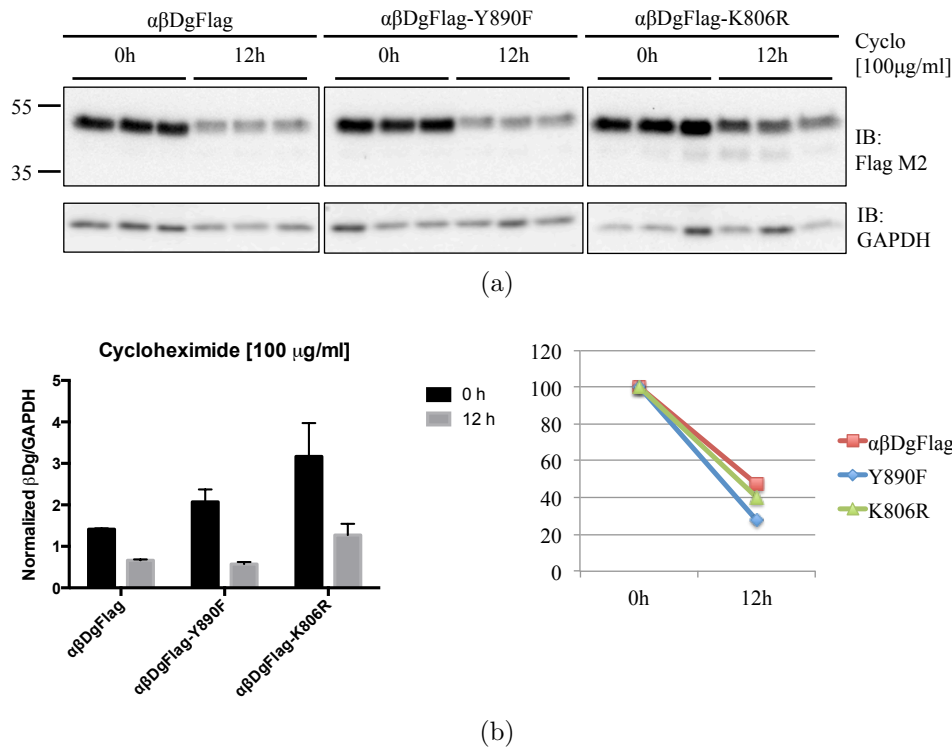 αβDgFlag αβDgFlag-Y890F αβDgFlag-K806R
0h 12h 0h 12h 0h 12h
Cyclo
[100μg/ml]
55
35
IB:
Flag M2
IB:
GAPDH
(a)
Cycloheximide [100 μg/ml]
Normalized βDg/GAPDH
5
4
3
2
1
0
αβDgFlag
αβDgFlag-Y890F
αβDgFlag-K806R
0 h
12 h
120
100
80
60
40
20
0
0h 12h
αβDgFlag
Y890F
K806R
(b)